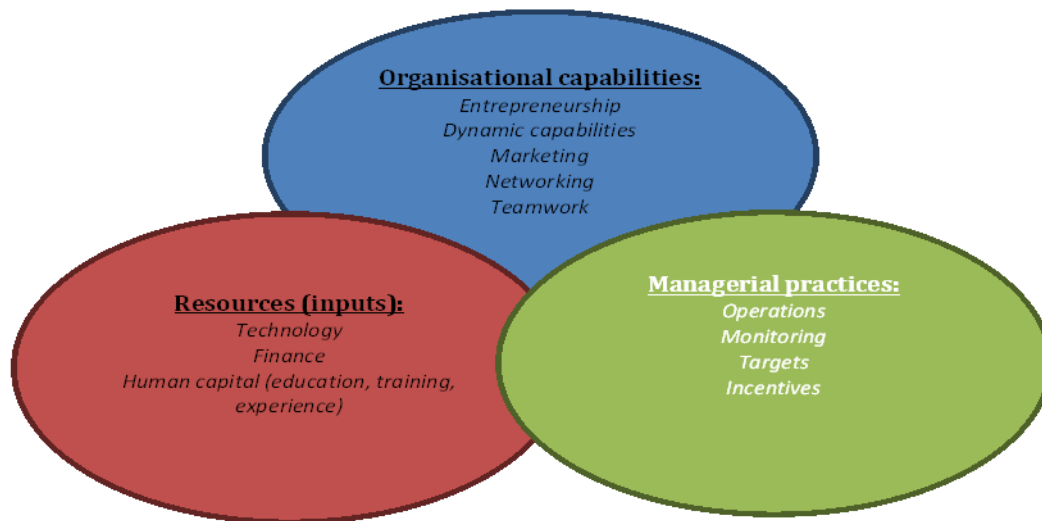 Organisational capabilities:
Entrepreneurship
Dynamic capabilities
Marketing
Networking
Teamwork
Resources (inputs):
Technology
Finance
Human capital (education, training,
experience)
Managerial practices:
Operations
Monitoring
Targets
Incentives